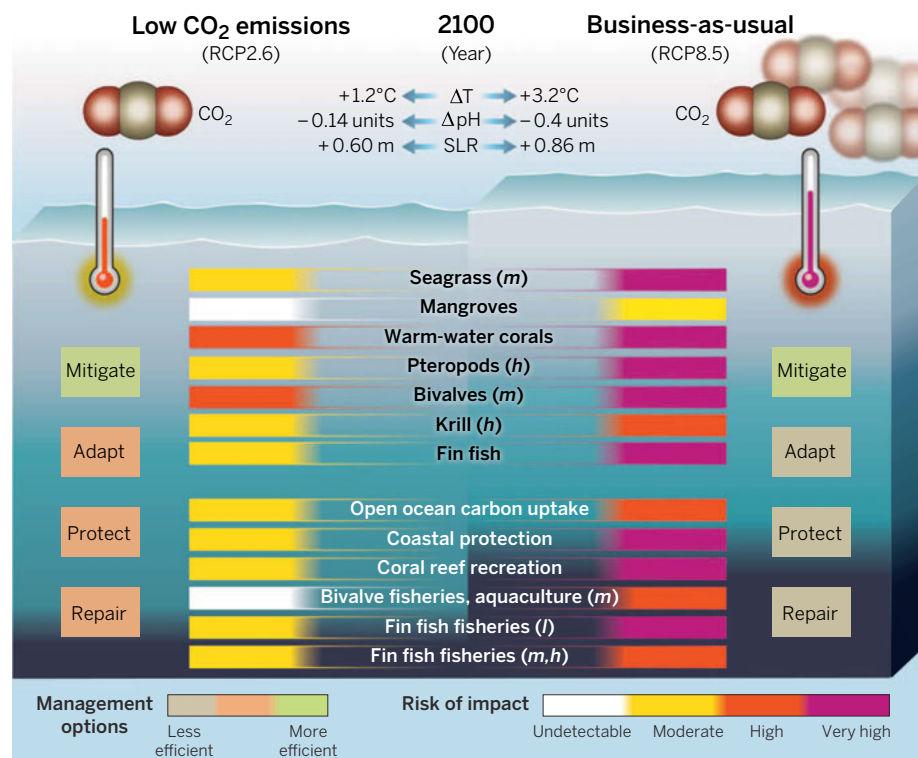 Low CO₂ emissions
(RCP2.6)
2100
(Year)
Business-as-usual
(RCP8.5)
CO₂
+1.2°C ΔT +3.2°C
−0.14 units ΔpH −0.4 units
+0.60 m SLR +0.86 m
CO₂
Seagrass (m)
Mangroves
Warm-water corals
Pteropods (h)
Bivalves (m)
Krill (h)
Fin fish
Open ocean carbon uptake
Coastal protection
Coral reef recreation
Bivalve fisheries, aquaculture (m)
Fin fish fisheries (l)
Fin fish fisheries (m,h)
Mitigate
Adapt
Protect
Repair
Mitigate
Adapt
Protect
Repair
Management
options
Less
efficient
More
efficient
Risk of impact
Undetectable Moderate High Very high